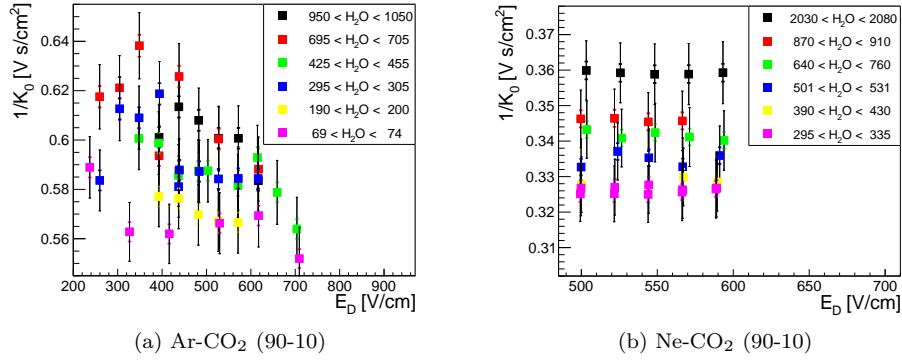 1/K0 [V s/cm²]
0.64
0.62
0.6
0.58
0.56
200 300 400 500 600 700 800 900
E_D [V/cm]
950 < H₂O < 1050
695 < H₂O < 705
425 < H₂O < 455
295 < H₂O < 305
190 < H₂O < 200
69 < H₂O < 74
(a) Ar-CO₂ (90-10)
1/K₀ [V s/cm²]
0.37
0.36
0.35
0.34
0.33
0.32
0.31
500 550 600 650 700
E_D [V/cm]
2030 < H₂O < 2080
870 < H₂O < 910
640 < H₂O < 760
501 < H₂O < 531
390 < H₂O < 430
295 < H₂O < 335
(b) Ne-CO₂ (90-10)